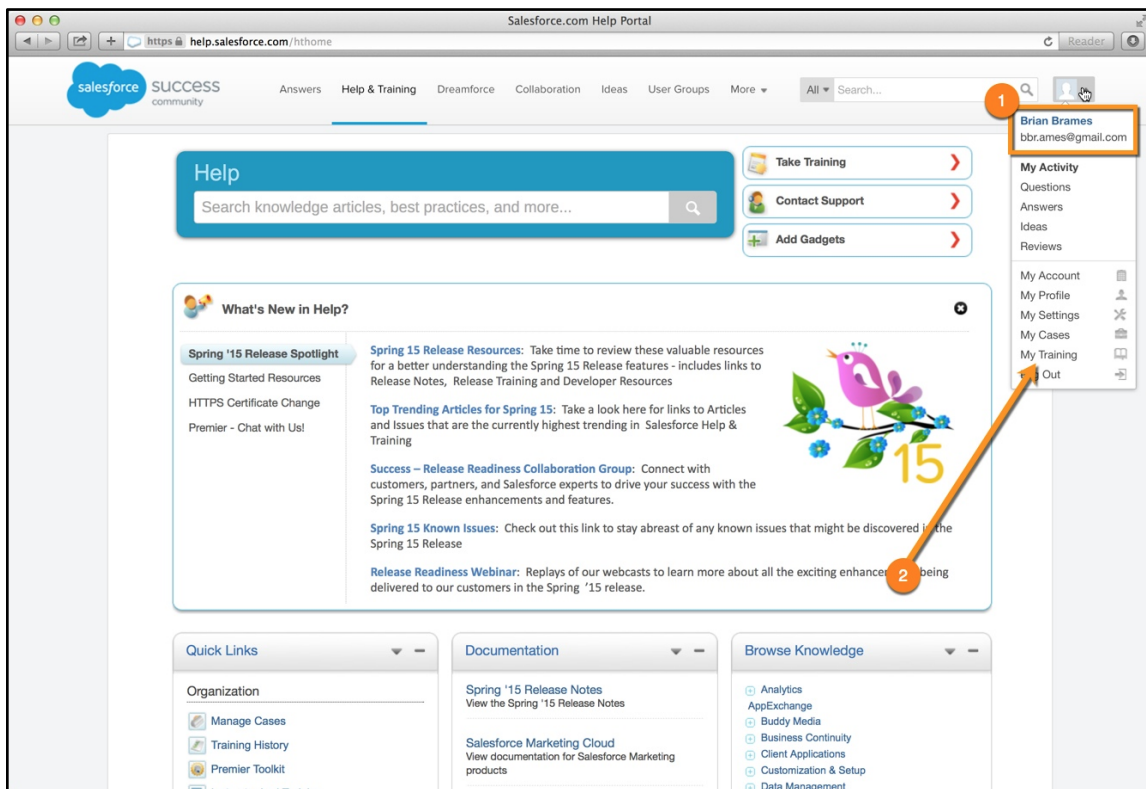 Salesforce.com Help Portal
https help.salesforce.com/hthome
Reader
salesforce success community
Answers Help & Training Dreamforce Collaboration Ideas User Groups More All Search...
1
Brian Brames
bbr.ames@gmail.com
My Activity
Questions
Answers
Ideas
Reviews
My Account
My Profile
My Settings
My Cases
My Training
Out
Help
Search knowledge articles, best practices, and more...
Take Training
Contact Support
Add Gadgets
What's New in Help?
Spring '15 Release Spotlight
Getting Started Resources
HTTPS Certificate Change
Premier - Chat with Us!
Spring 15 Release Resources: Take time to review these valuable resources
for a better understanding the Spring 15 Release features - includes links to
Release Notes, Release Training and Developer Resources
Top Trending Articles for Spring 15: Take a look here for links to Articles
and Issues that are the currently highest trending in Salesforce Help &
Training
Success – Release Readiness Collaboration Group: Connect with
customers, partners, and Salesforce experts to drive your success with the
Spring 15 Release enhancements and features.
Spring 15 Known Issues: Check out this link to stay abreast of any known issues that might be discovered in the
Spring 15 Release
Release Readiness Webinar: Replays of our webcasts to learn more about all the exciting being
delivered to our customers in the Spring '15 release.
15
2
Quick Links
Organization
Manage Cases
Training History
Premier Toolkit
Documentation
Spring '15 Release Notes
View the Spring '15 Release Notes
Salesforce Marketing Cloud
View documentation for Salesforce Marketing
products
Browse Knowledge
Analytics
AppExchange
Buddy Media
Business Continuity
Client Applications
Customization & Setup
Data Management